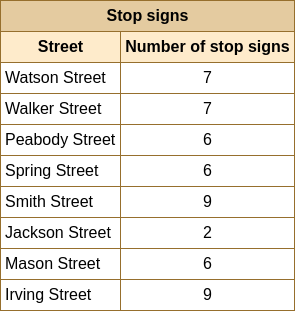 Stop signs
Street Number of stop signs
Watson Street 7
Walker Street 7
Peabody Street 6
Spring Street 6
Smith Street 9
Jackson Street 2
Mason Street 6
Irving Street 9